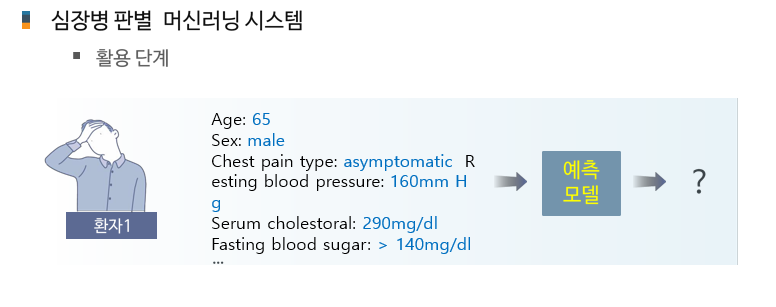 심장병 판별 머신러닝 시스템
활용 단계
Age: 65
Sex: male
Chest pain type: asymptomatic R
esting blood pressure: 160mm H
g
Serum cholestoral: 290mg/dl
Fasting blood sugar: > 140mg/dl
...
환자1
예측
모델
?